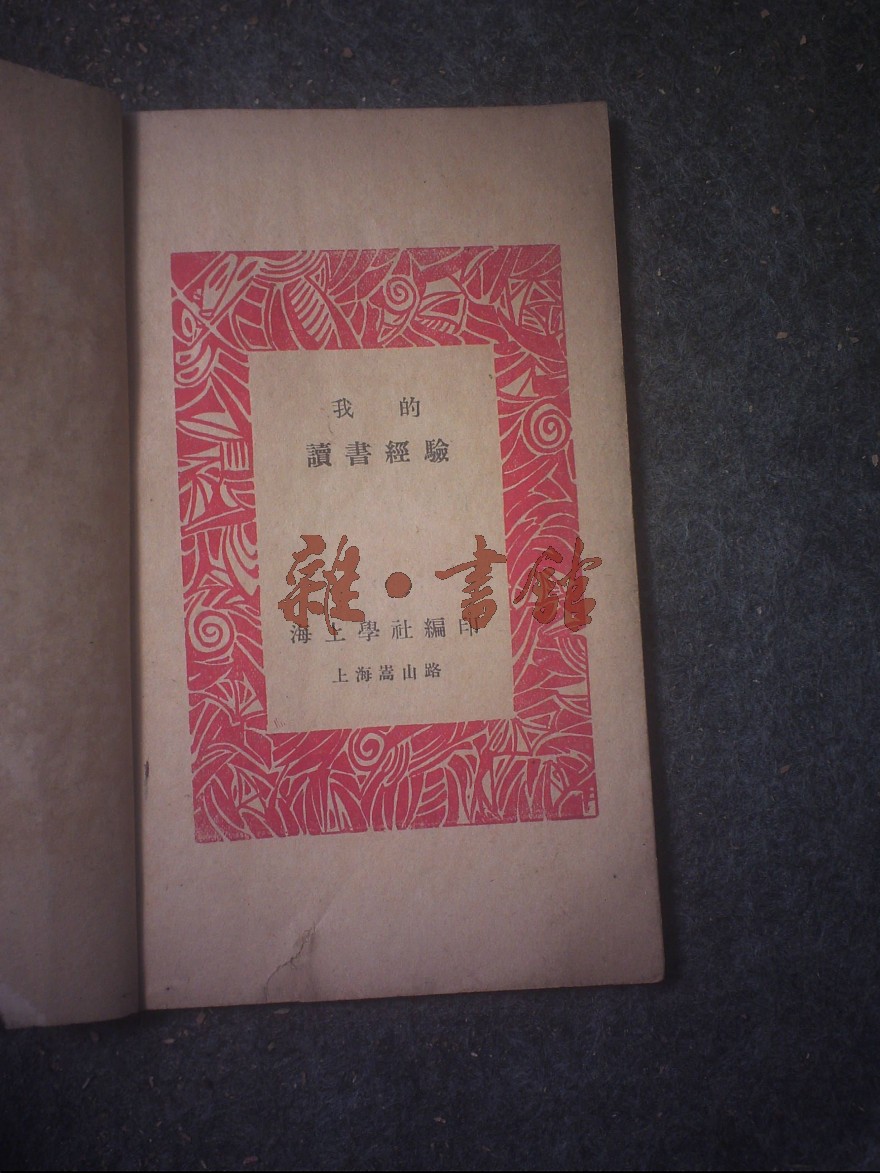 我的
讀書經驗
雜·書館
海上學社編印
上海嵩山路